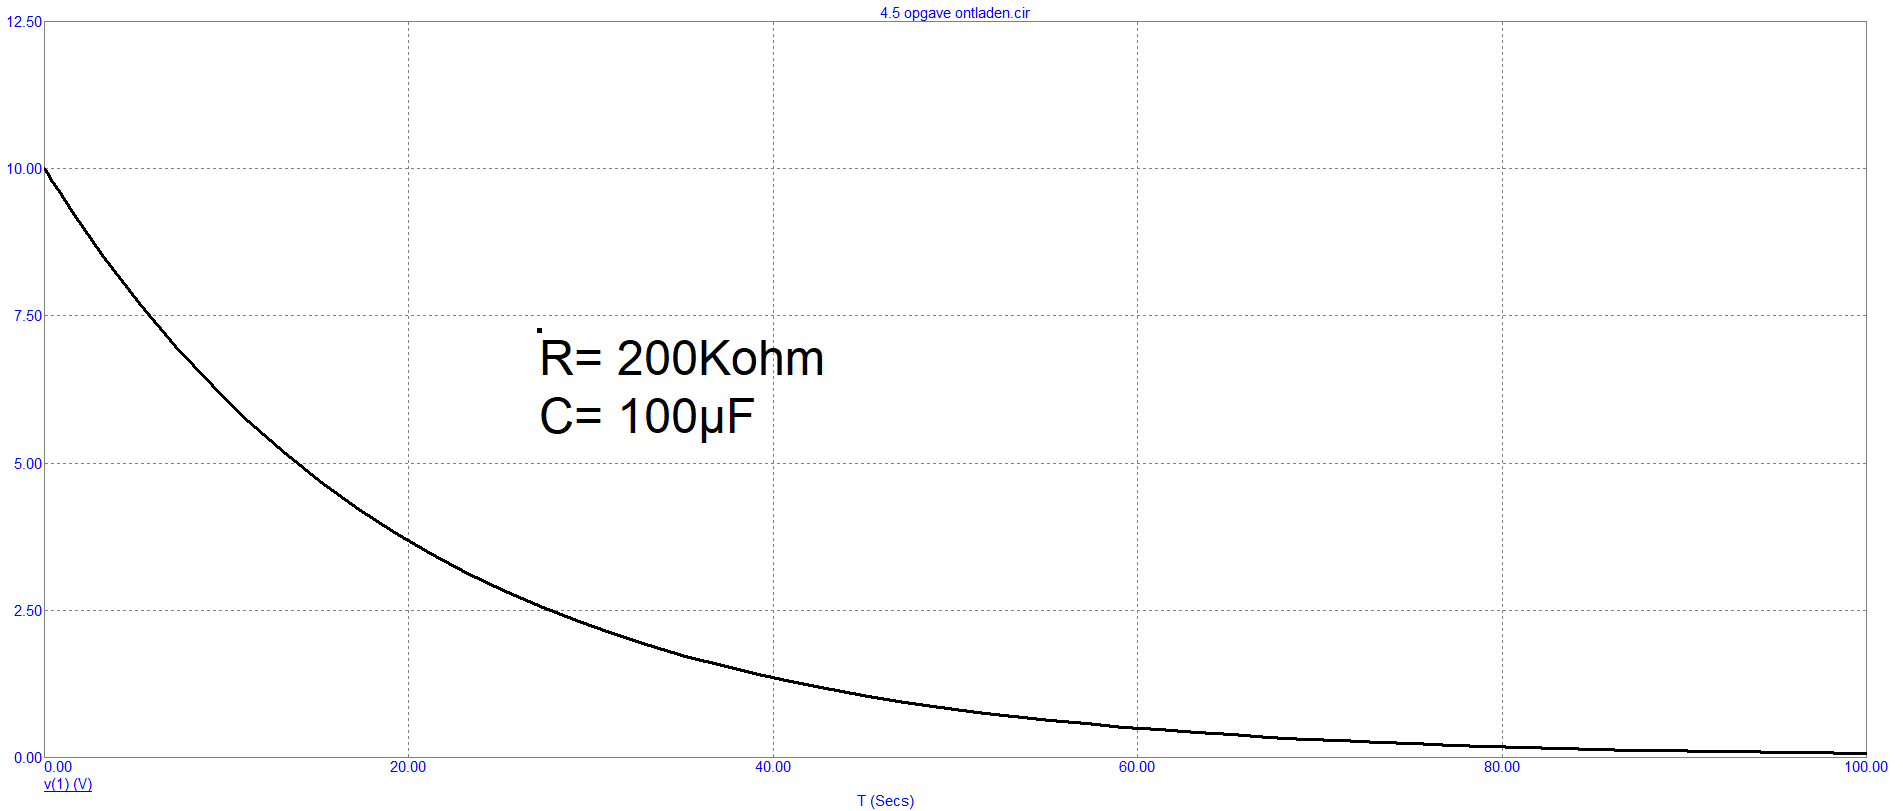 4.5 opgave ontladen.cir
12.50
10.00
7.50
R= 200Kohm
C= 100µF
5.00
2.50
0.00
0.00 20.00 40.00 60.00 80.00 100.00
v(1) (V)
T (Secs)